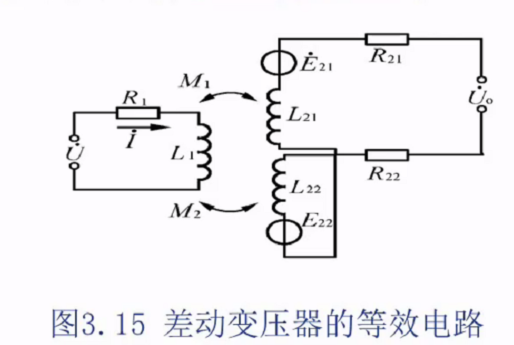 Ė₂₁
R₂₁
M₁
R₁
U̇ₒ
L₂₁
İ
U̇
L₁
R₂₂
L₂₂
M₂
E₂₂
图3.15 差动变压器的等效电路